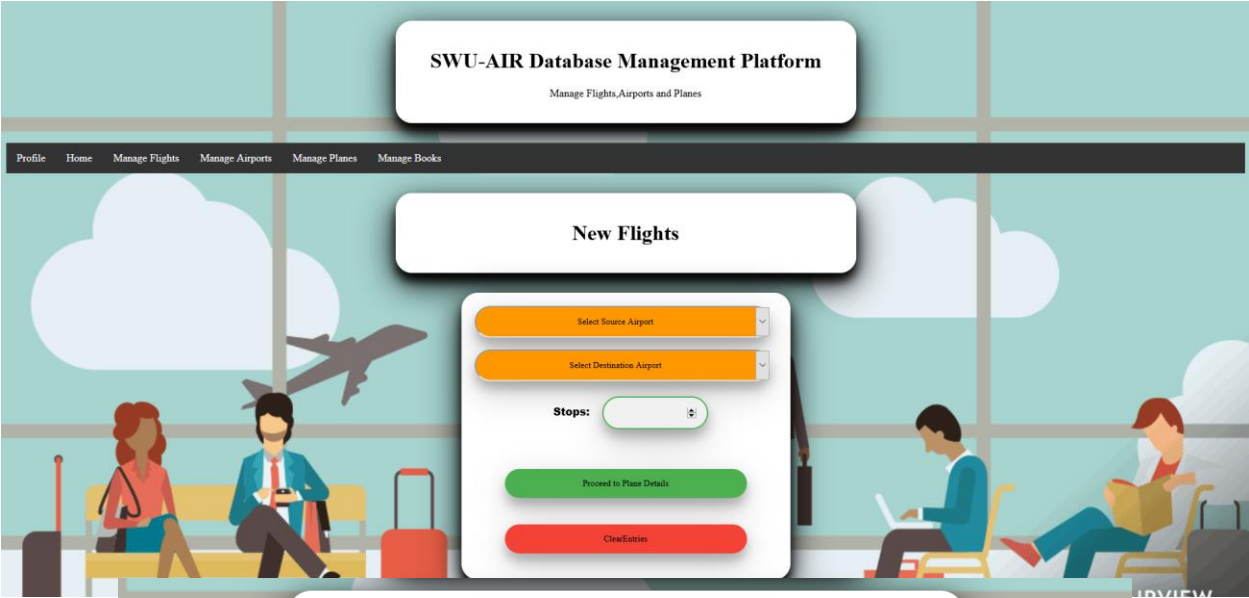 SWU-AIR Database Management Platform
Manage Flights,Airports and Planes
Profile Home Manage Flights Manage Airports Manage Planes Manage Books
New Flights
Select Source Airport
Select Destination Airport
Stops:
Proceed to Plane Details
ClearEntries